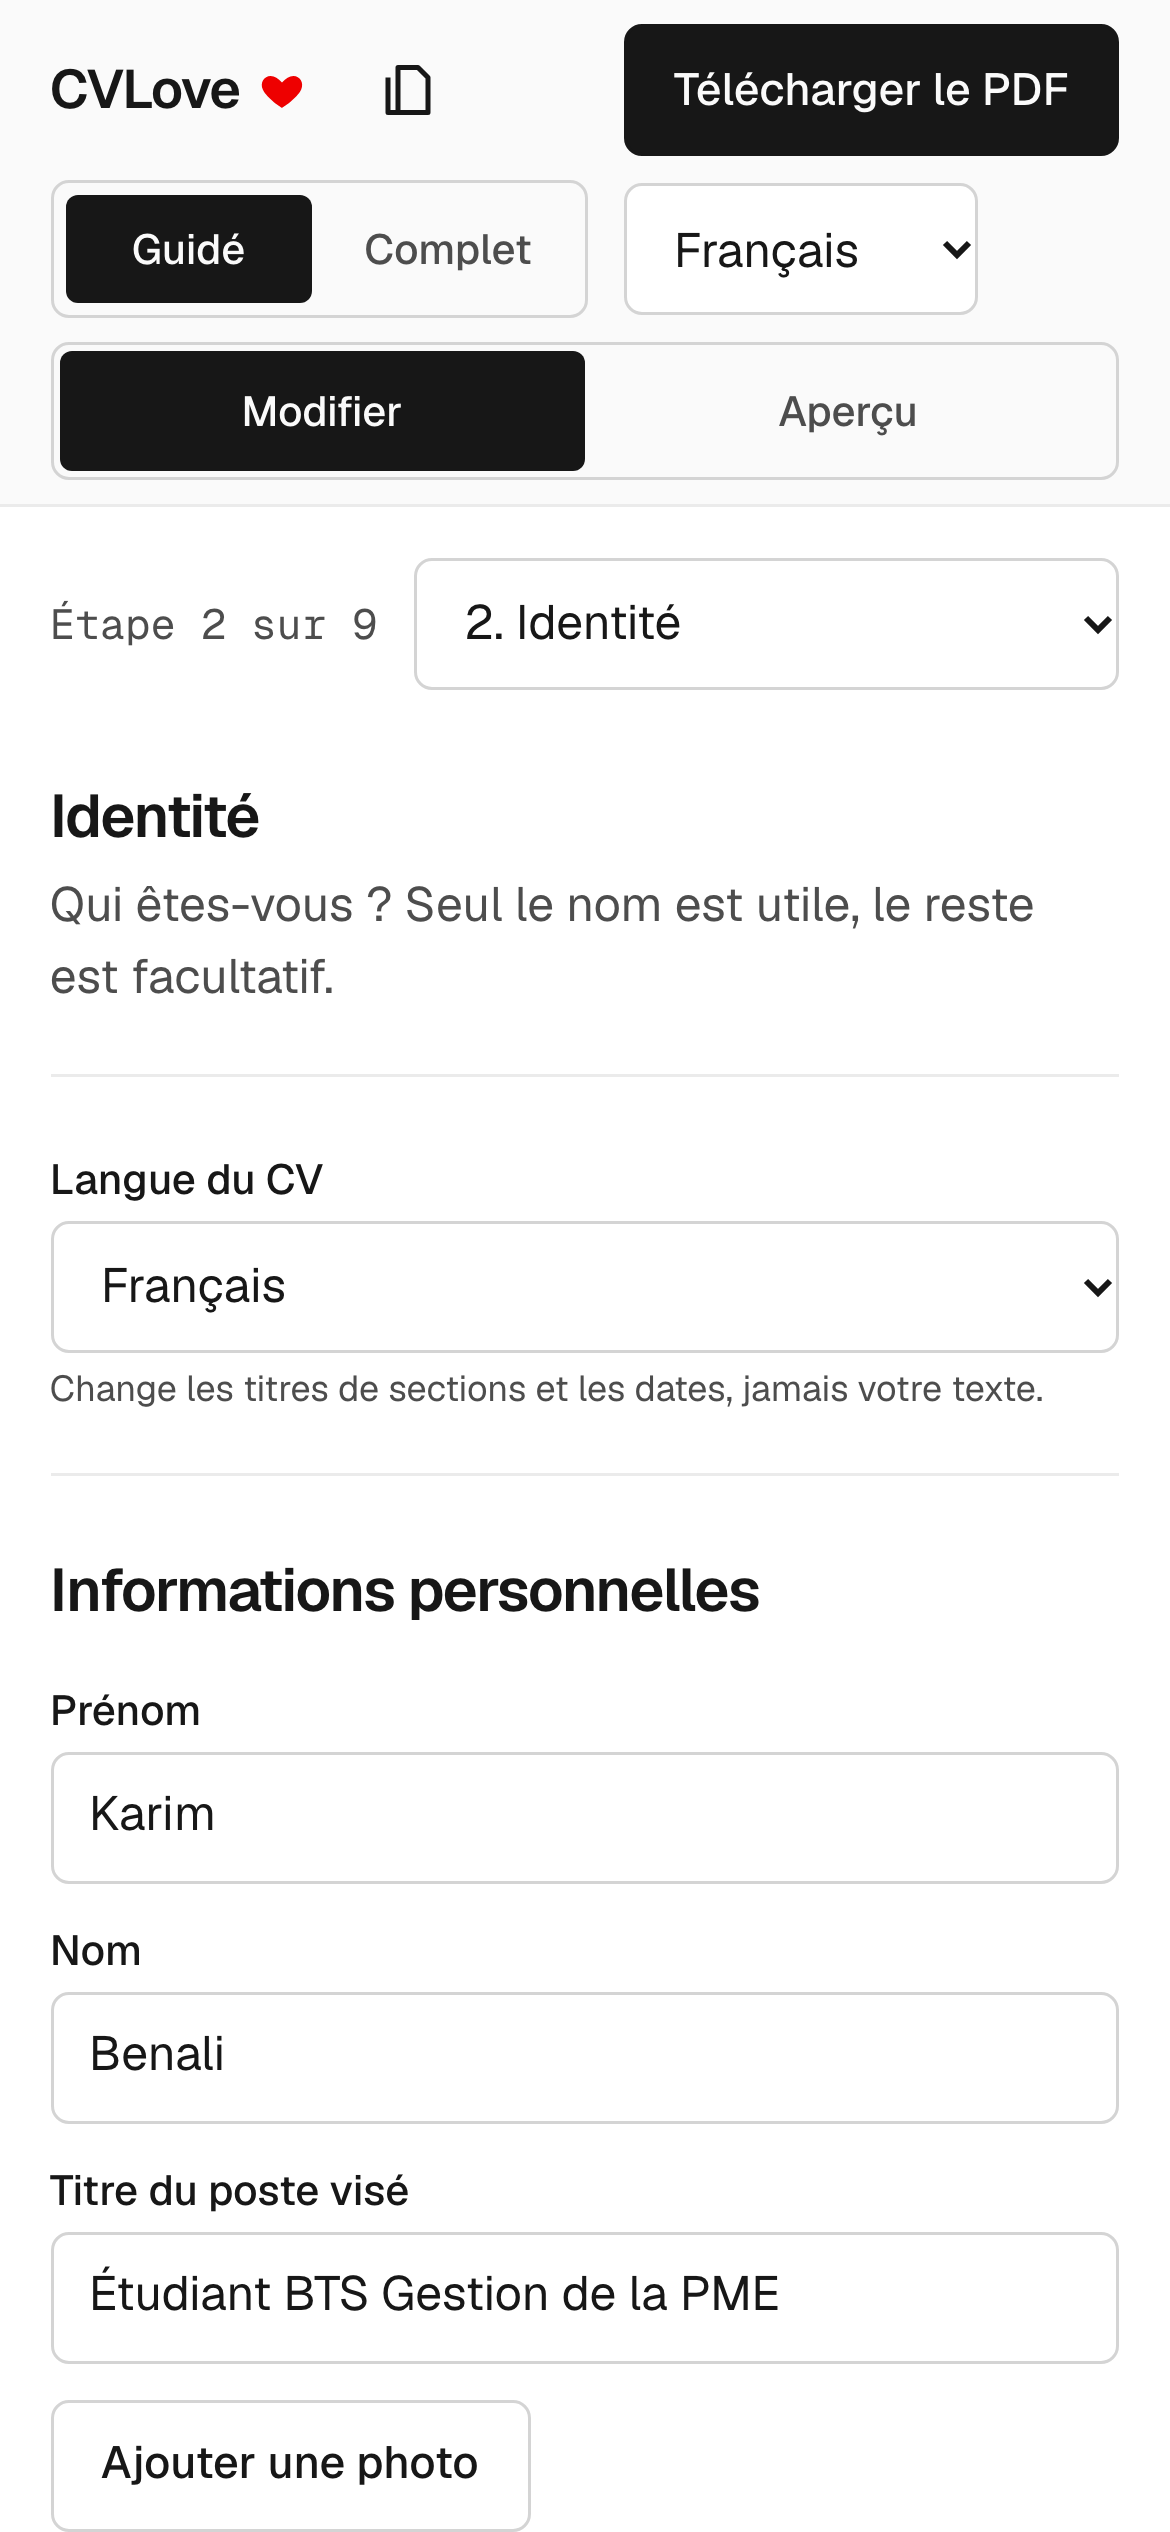 CVLove
Télécharger le PDF
Guidé
Complet
Français
Modifier
Aperçu
Étape 2 sur 9
2. Identité
Identité
Qui êtes-vous ? Seul le nom est utile, le reste
est facultatif.
Langue du CV
Français
Change les titres de sections et les dates, jamais votre texte.
Informations personnelles
Prénom
Karim
Nom
Benali
Titre du poste visé
Étudiant BTS Gestion de la PME
Ajouter une photo